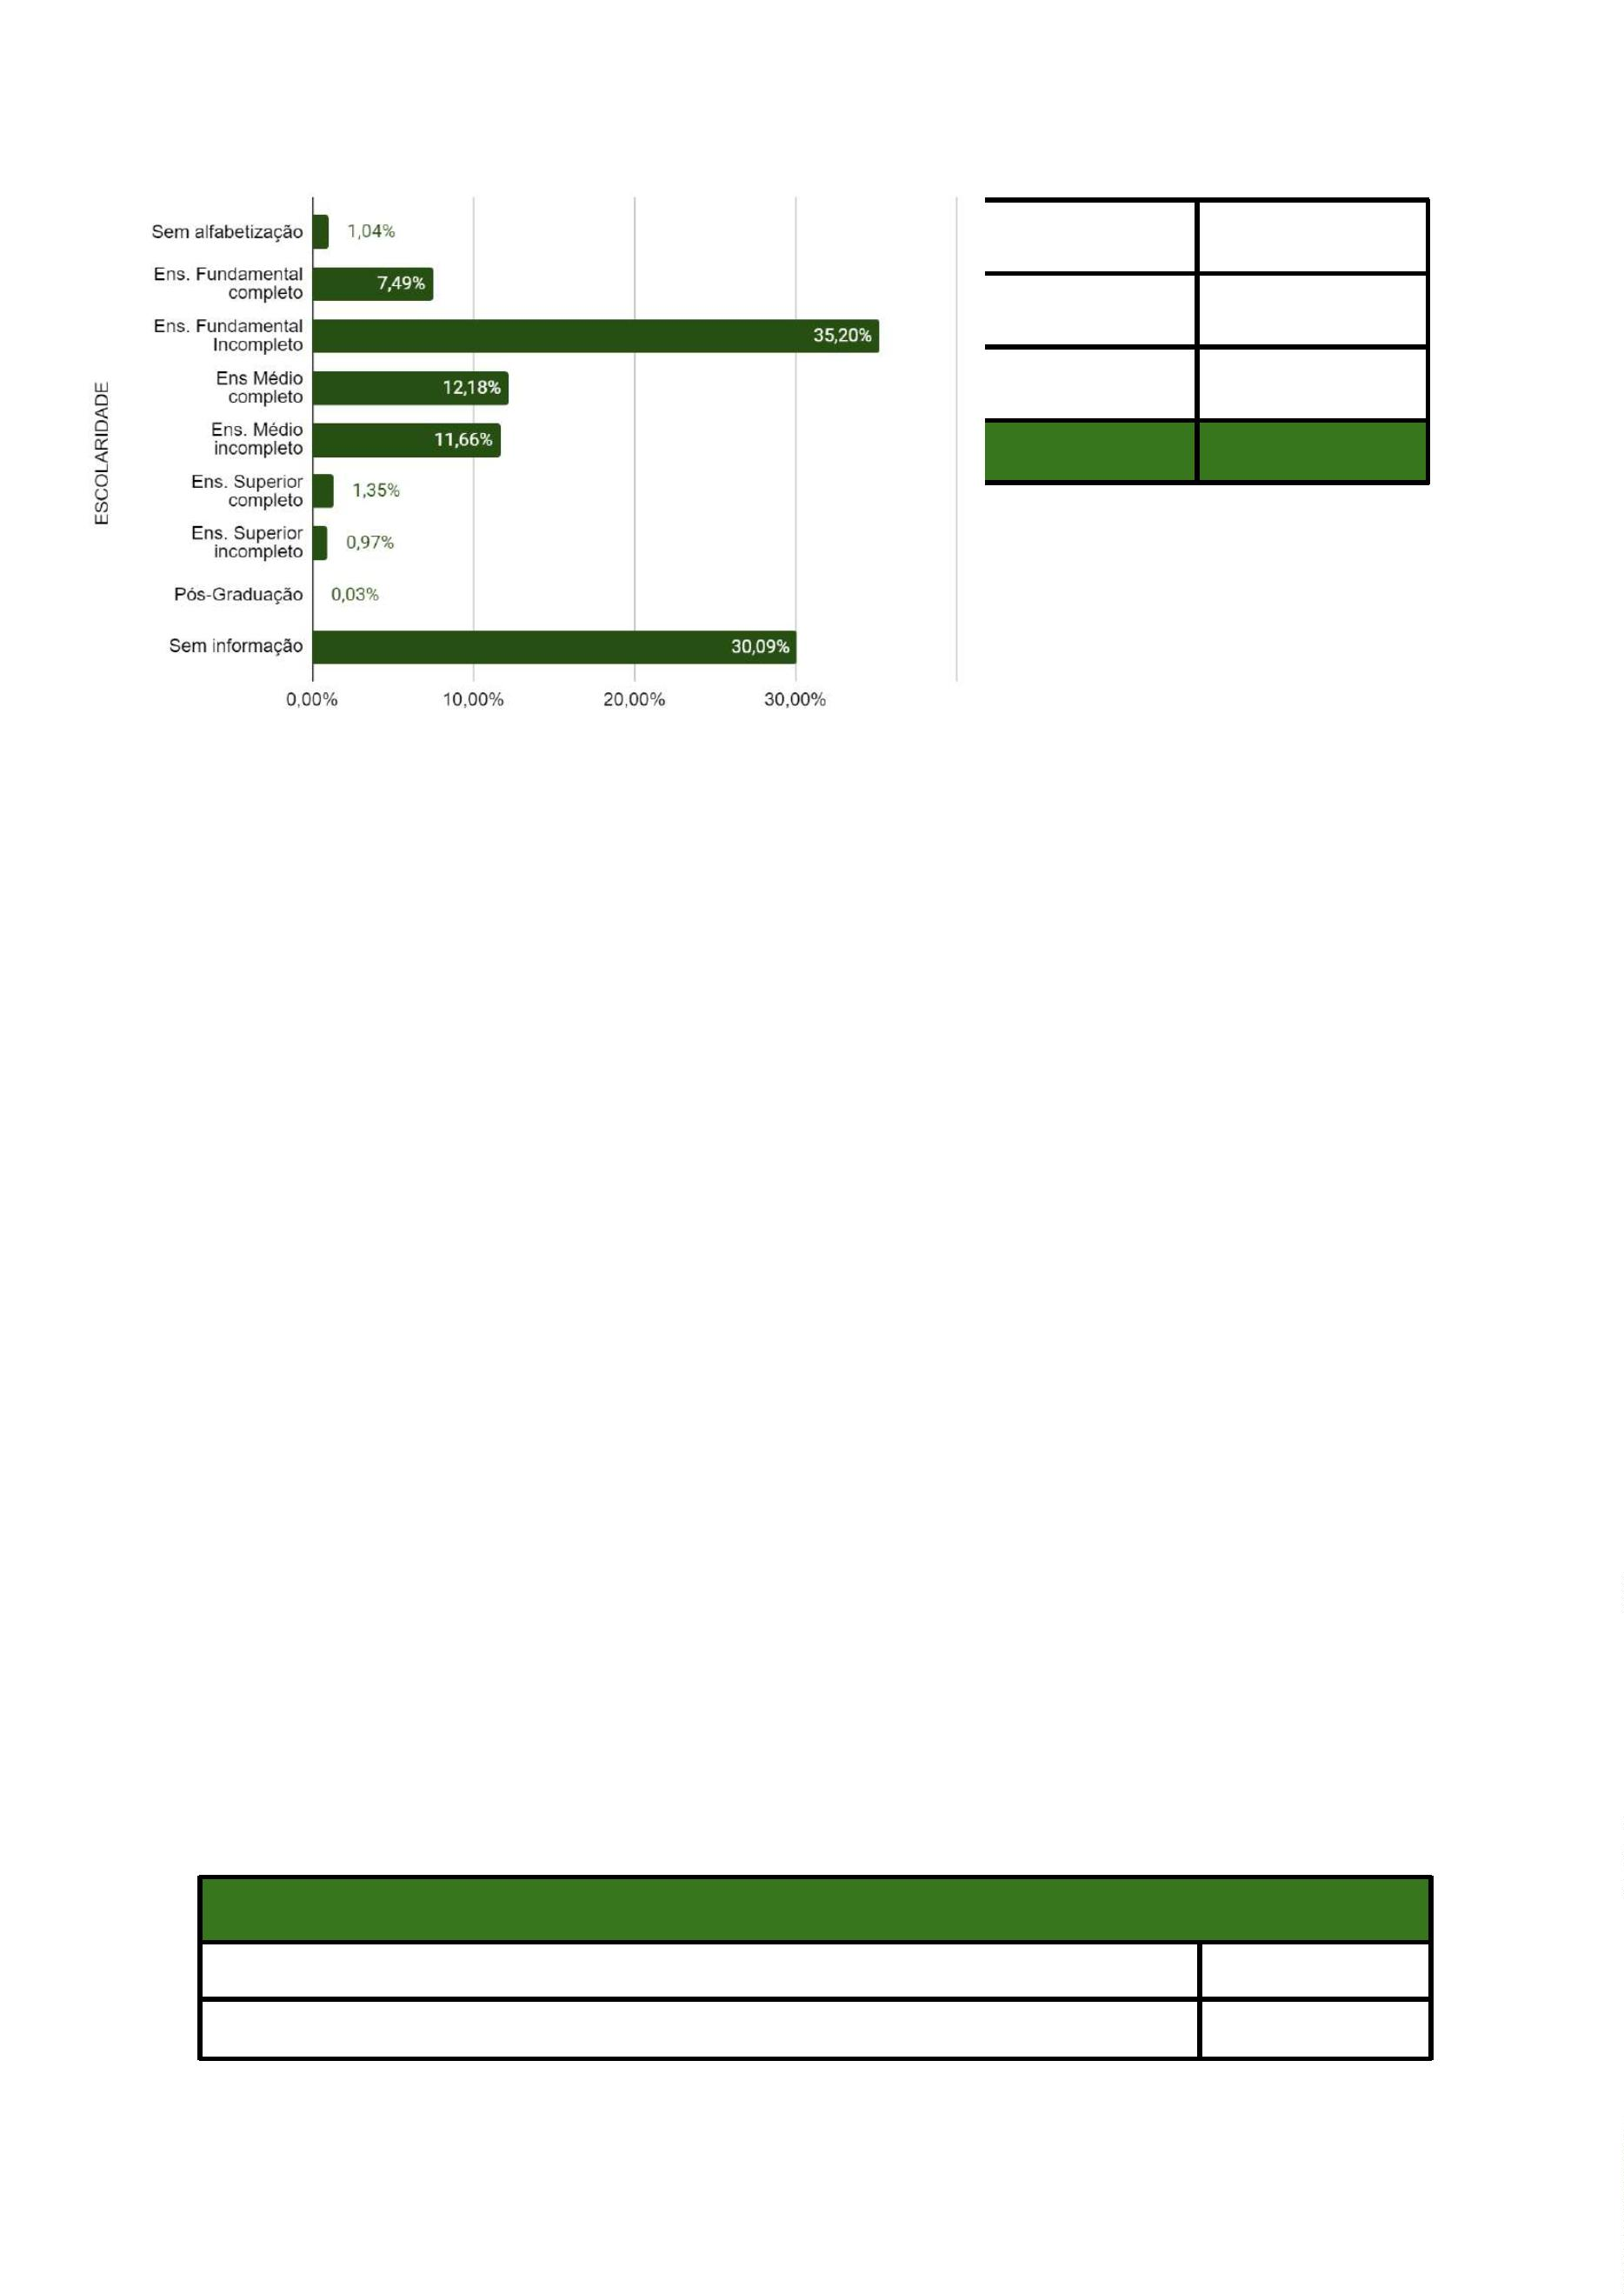 ESCOLARIDADE
Sem alfabetização
1,04%
Ens. Fundamental
completo
7,49%
Ens. Fundamental
Incompleto
35,20%
Ens Médio
completo
12,18%
Ens. Médio
incompleto
11,66%
Ens. Superior
completo
1,35%
Ens. Superior
incompleto
0,97%
Pós-Graduação
0,03%
Sem informação
30,09%
0,00%
10,00%
20,00%
30,00%